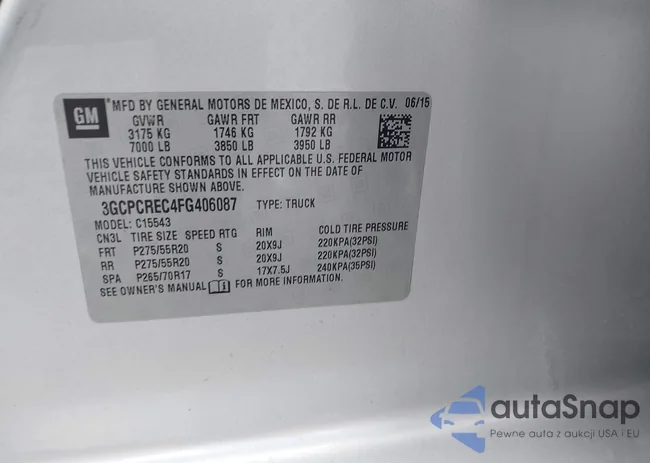 GM
*MFD BY GENERAL MOTORS DE MEXICO, S. DE R.L. DE C.V. 06/15
GVWR GAWR FRT GAWR RR
3175 KG 1746 KG 1792 KG
7000 LB 3850 LB 3950 LB
THIS VEHICLE CONFORMS TO ALL APPLICABLE U.S. FEDERAL MOTOR
VEHICLE SAFETY STANDARDS IN EFFECT ON THE DATE OF
MANUFACTURE SHOWN ABOVE.
3GCPCREC4FG406087 TYPE: TRUCK
MODEL: C15543
CN3L TIRE SIZE SPEED RTG RIM COLD TIRE PRESSURE
FRT P275/55R20 S 20X9J 220KPA(32PSI)
RR P275/55R20 S 20X9J 220KPA(32PSI)
SPA P265/70R17 S 17X7.5J 240KPA(35PSI)
SEE OWNER'S MANUAL FOR MORE INFORMATION.
autaSnap
Pewne auta z aukcji USA i EU